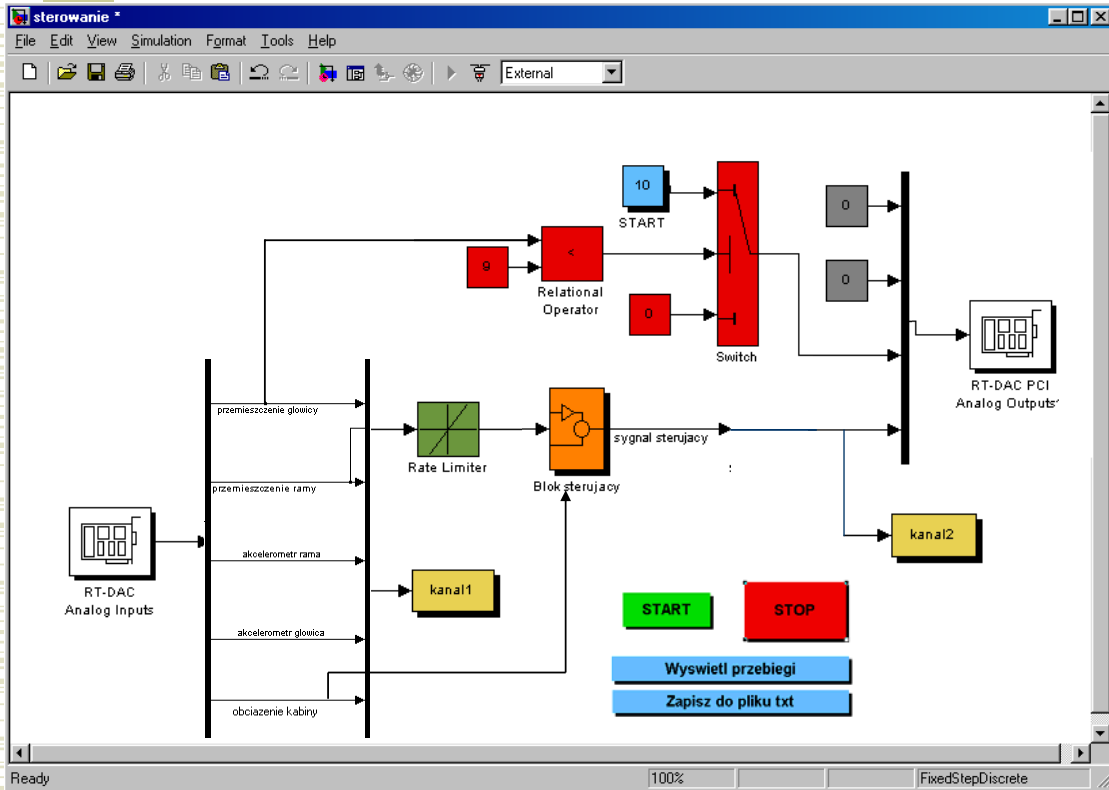 sterowanie *
File Edit View Simulation Format Tools Help
External
10
START
9
<
Relational
Operator
0
Switch
0
0
RT-DAC PCI
Analog Outputs'
przemieszczenie glowicy
Rate Limiter
sygnal sterujacy
Blok sterujacy
:
przemieszczenie ramy
RT-DAC
Analog Inputs
akcelerometr rama
kanal1
kanal2
akcelerometr glowica
obciazenie kabiny
START
STOP
Wyswietl przebiegi
Zapisz do pliku txt
Ready
100%
FixedStepDiscrete